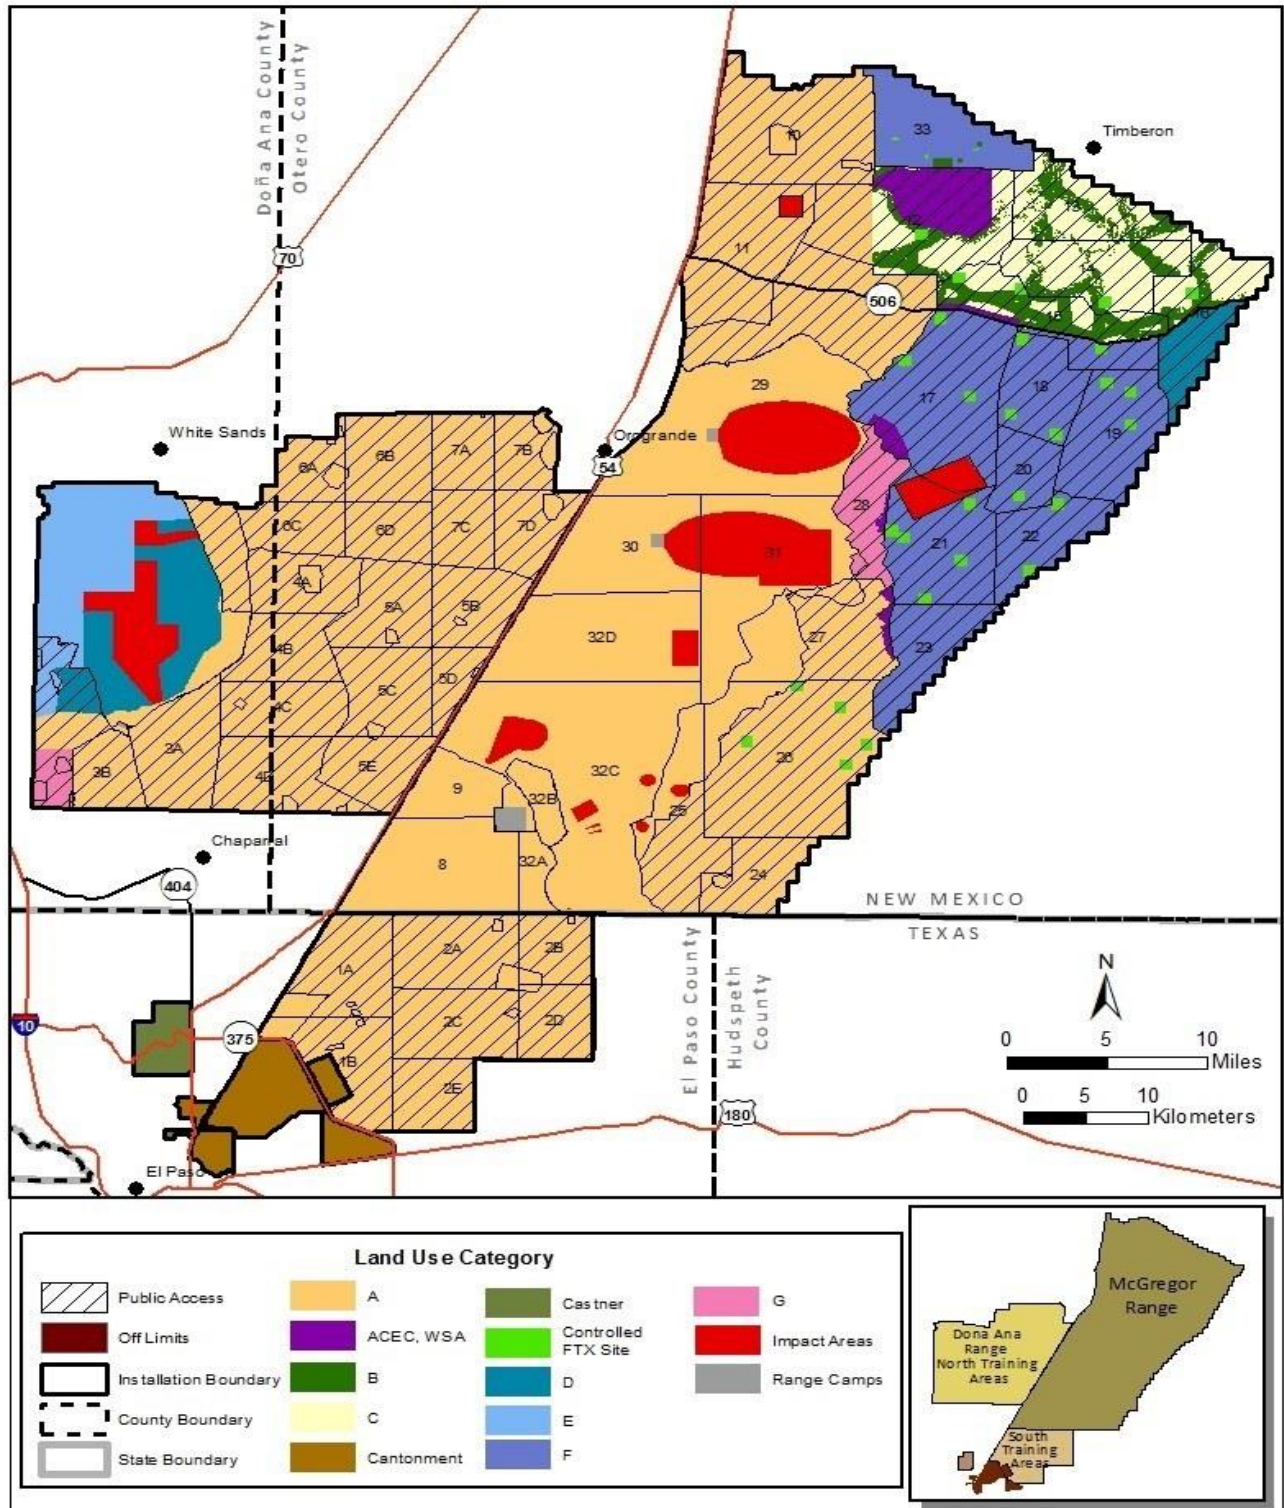 Doña Ana County
Otero County
33
Timberon
10
12
13
70
11
14
506
15
16
29
17
18
White Sands
7A
7B
Orogrande
19
6B
6A
54
20
28
6C
6D
7C
7D
30
31
21
22
4A
5A
5B
32D
27
4B
23
5D
5C
4C
3A
26
3B
4D
5E
32C
9
32B
25
Chaparral
8
32A
24
404
NEW MEXICO
TEXAS
2A
2B
1A
El Paso County
Hudspeth
County
N
10
2C
2D
375
0 5 10
Miles
1B
2E
0 5 10
Kilometers
180
El Paso
Land Use Category
Public Access
Off Limits
Installation Boundary
County Boundary
State Boundary
A
ACEC, WSA
B
C
Cantonment
Castner
Controlled
FTX Site
D
E
F
G
Impact Areas
Range Camps
McGregor
Range
Dona Ana
Range
North Training
Areas
South
Training
Areas